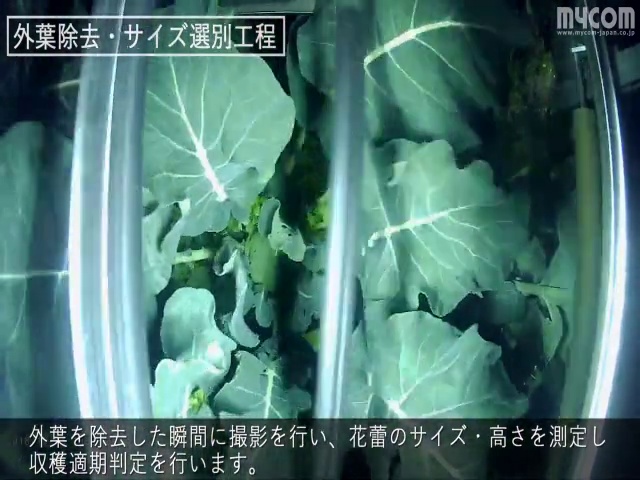 mycom
www.mycom-japan.co.jp
外葉除去・サイズ選別工程
外葉を除去した瞬間に撮影を行い、花蕾のサイズ・高さを測定し
収穫適期判定を行います。